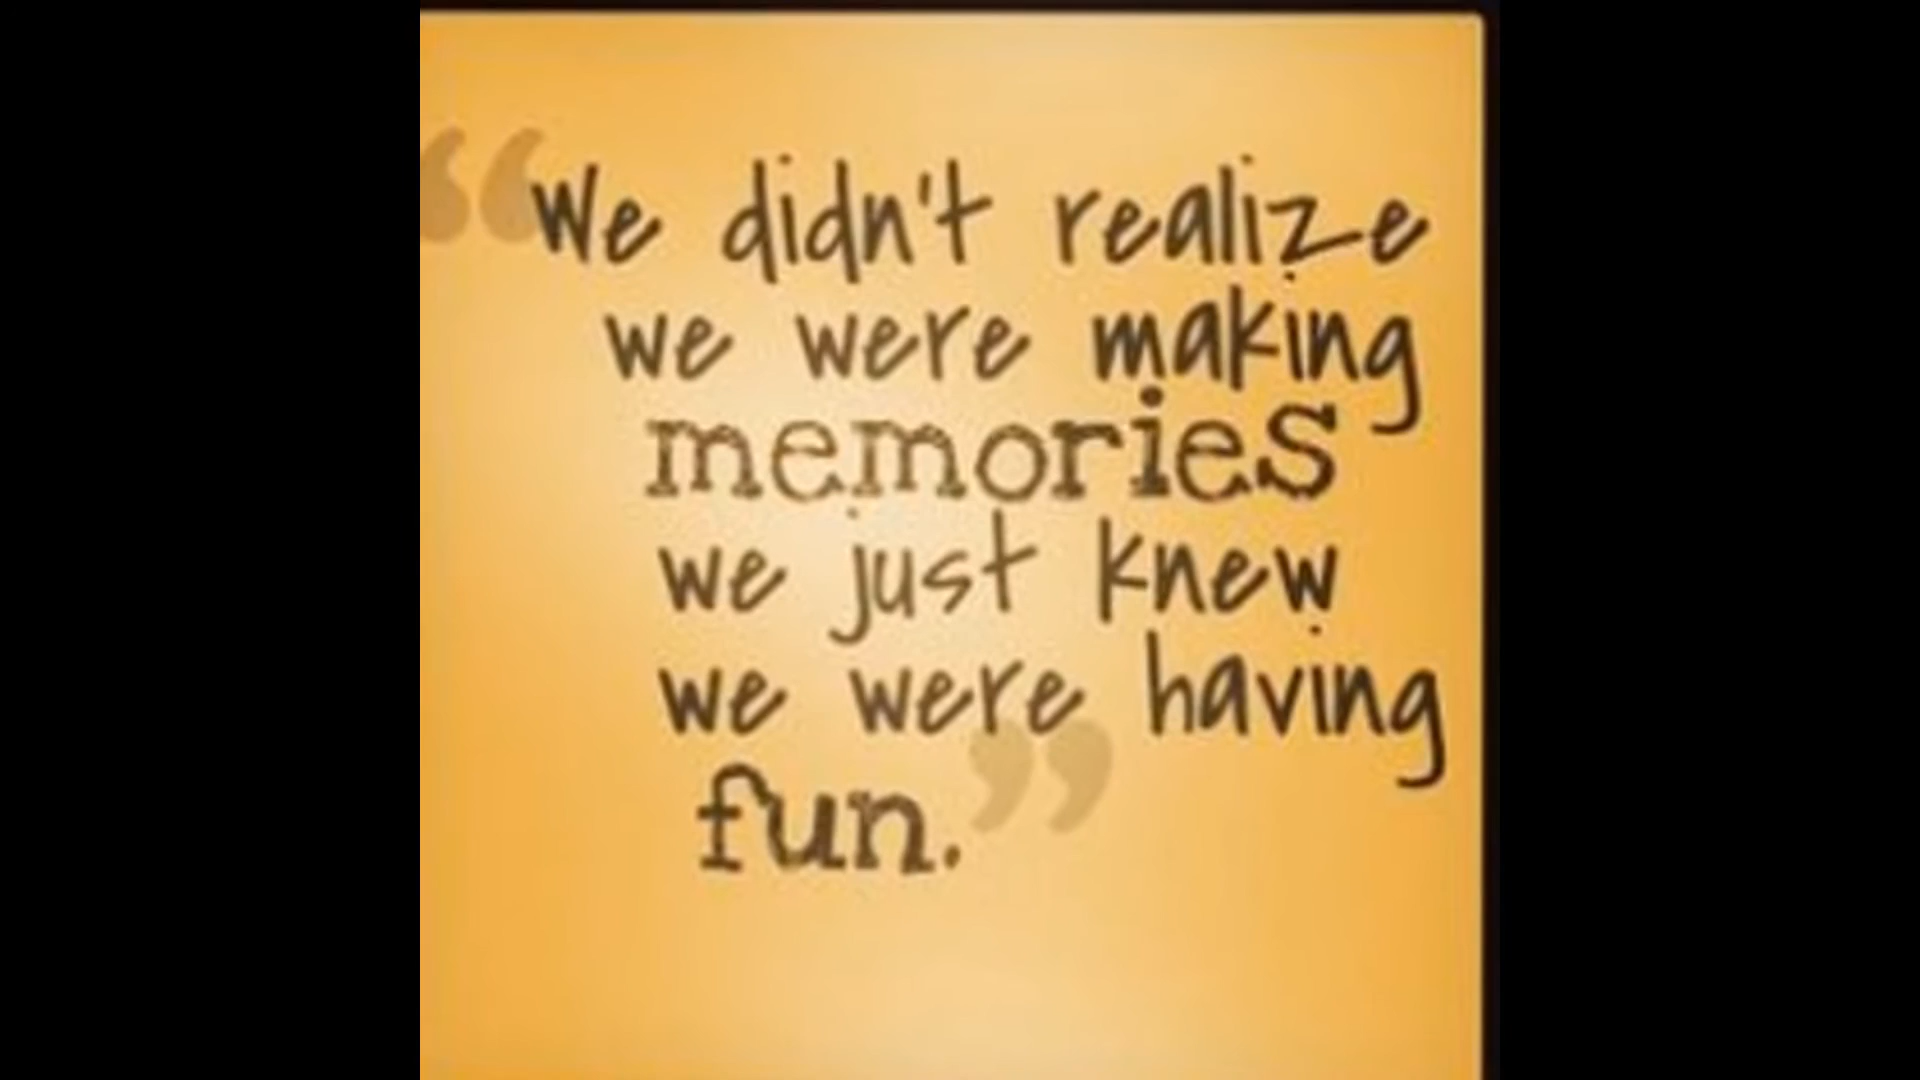 “We didn't realize
we were making
memories
we just knew
we were having
fun.”